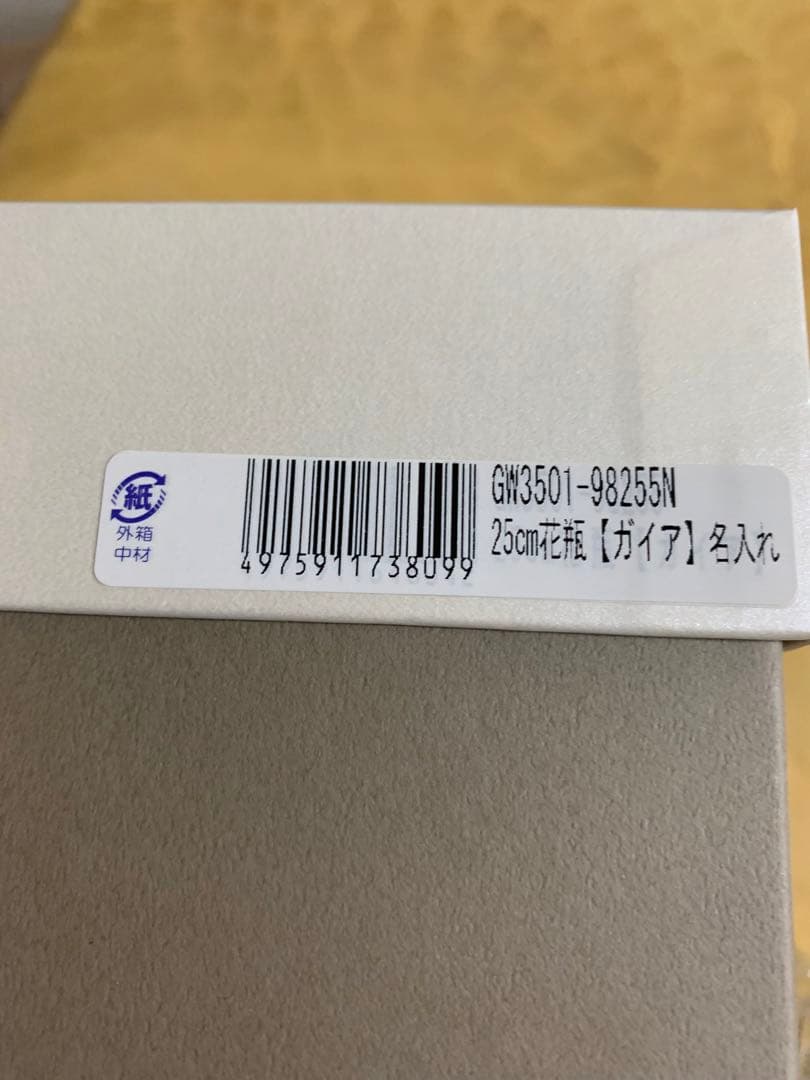 紙
外箱
中材
4975911738099
GW3501-98255N
25cm花瓶【ガイア】名入れ